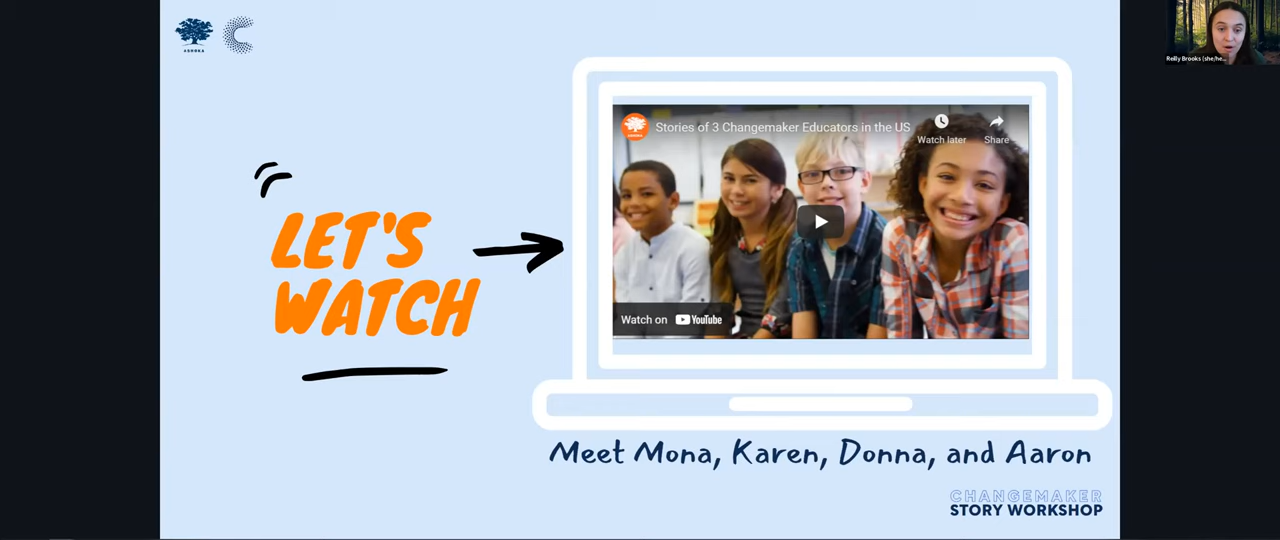 ASHOKA
Reilly Brooks (she/he...
Stories of 3 Changemaker Educators in the US
Watch later
Share
LET'S
WATCH
Watch on YouTube
Meet Mona, Karen, Donna, and Aaron
CHANGEMAKER
STORY WORKSHOP